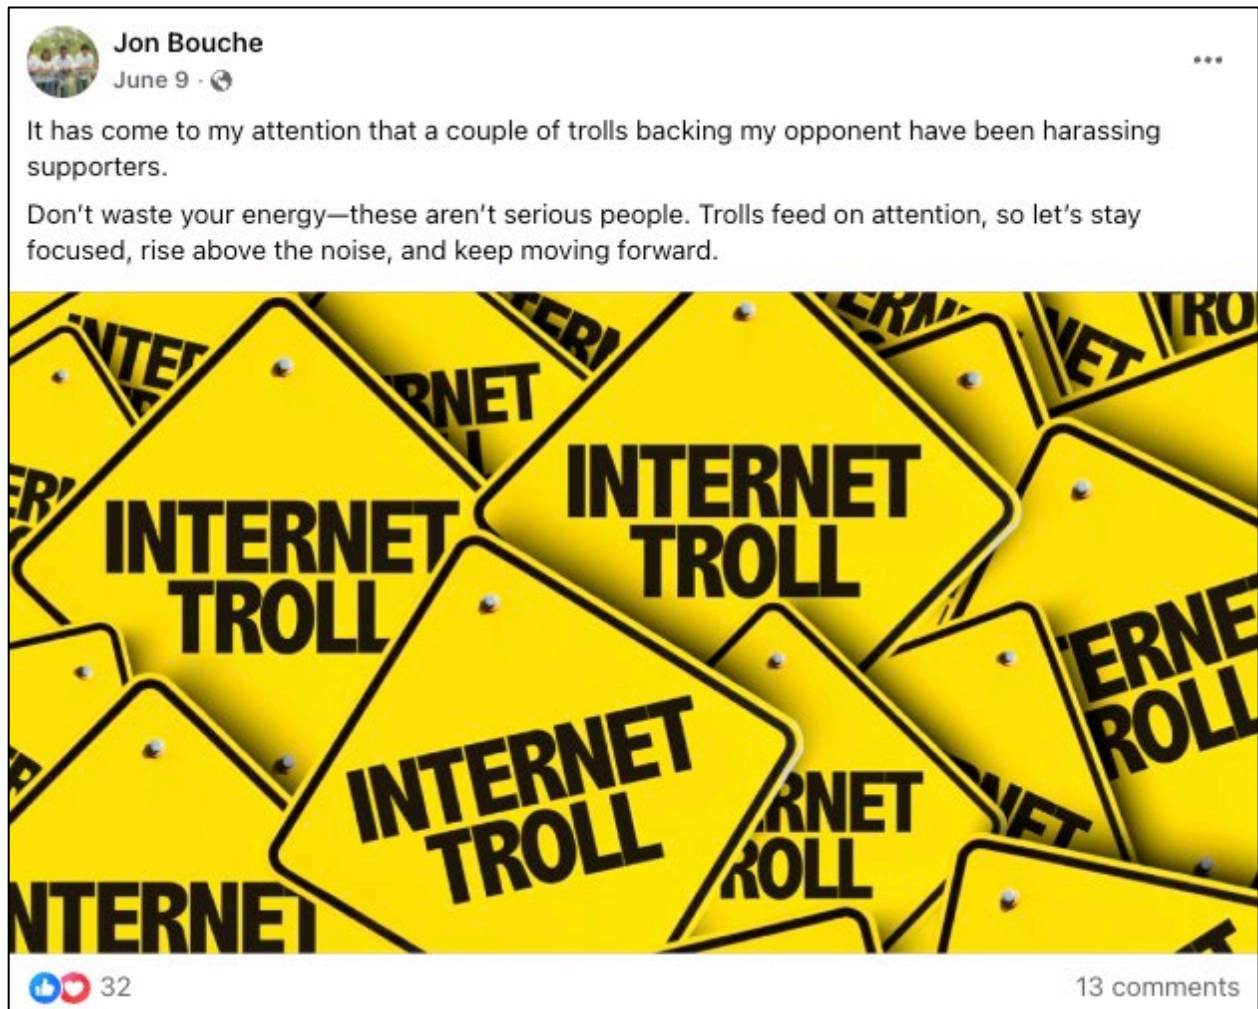 Jon Bouche
June 9 ·
It has come to my attention that a couple of trolls backing my opponent have been harassing
supporters.
Don't waste your energy—these aren't serious people. Trolls feed on attention, so let's stay
focused, rise above the noise, and keep moving forward.
INTERNET
TROLL
INTERNET
TROLL
INTERNET
TROLL
32
13 comments